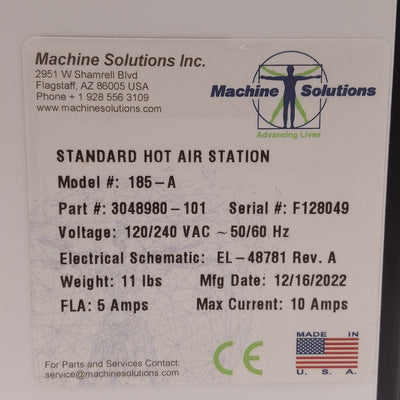 Machine Solutions Inc.
2951 W Shamrell Blvd
Flagstaff, AZ 86005 USA
Phone + 1 928 556 3109
www.machinesolutions.com
Machine Solutions
Advancing Lives
STANDARD HOT AIR STATION
Model #: 185-A
Part #: 3048980-101 Serial #: F128049
Voltage: 120/240 VAC ~50/60 Hz
Electrical Schematic: EL-48781 Rev. A
Weight: 11 lbs Mfg Date: 12/16/2022
FLA: 5 Amps Max Current: 10 Amps
For Parts and Services Contact:
service@machinesolutions.com
CE
MADE IN
U.S.A.